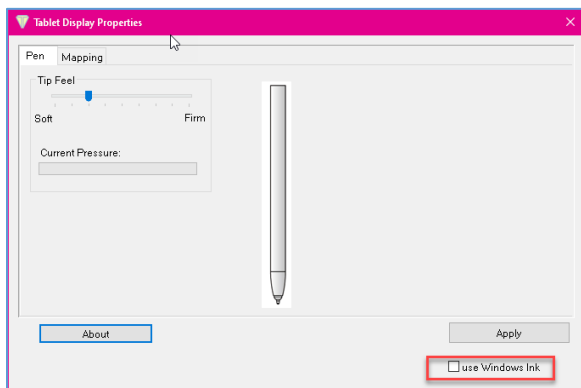 Tablet Display Properties
Pen
Mapping
Tip Feel
Soft
Firm
Current Pressure:
About
Apply
use Windows Ink